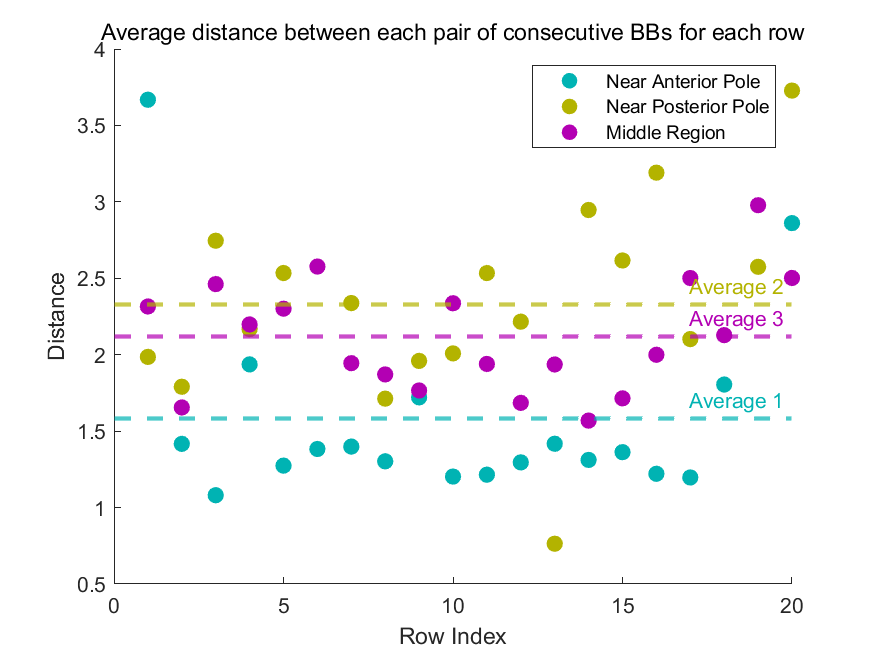 Average distance between each pair of consecutive BBs for each row
4
Near Anterior Pole
Near Posterior Pole
Middle Region
3.5
3
2.5
Average 2
Average 3
2
Average 1
1.5
1
0.5
0 5 10 15 20
Distance
Row Index